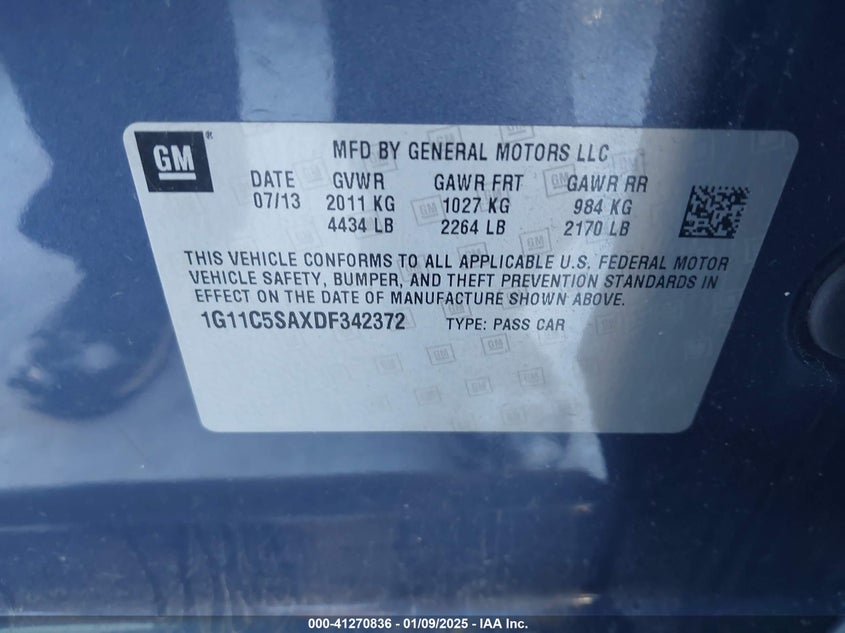 GM®
MFD BY GENERAL MOTORS LLC
DATE GVWR GAWR FRT GAWR RR
07/13 2011 KG 1027 KG 984 KG
4434 LB 2264 LB 2170 LB
THIS VEHICLE CONFORMS TO ALL APPLICABLE U.S. FEDERAL MOTOR
VEHICLE SAFETY, BUMPER, AND THEFT PREVENTION STANDARDS IN
EFFECT ON THE DATE OF MANUFACTURE SHOWN ABOVE.
1G11C5SAXDF342372 TYPE: PASS CAR
000-41270836 - 01/09/2025 - IAA Inc.